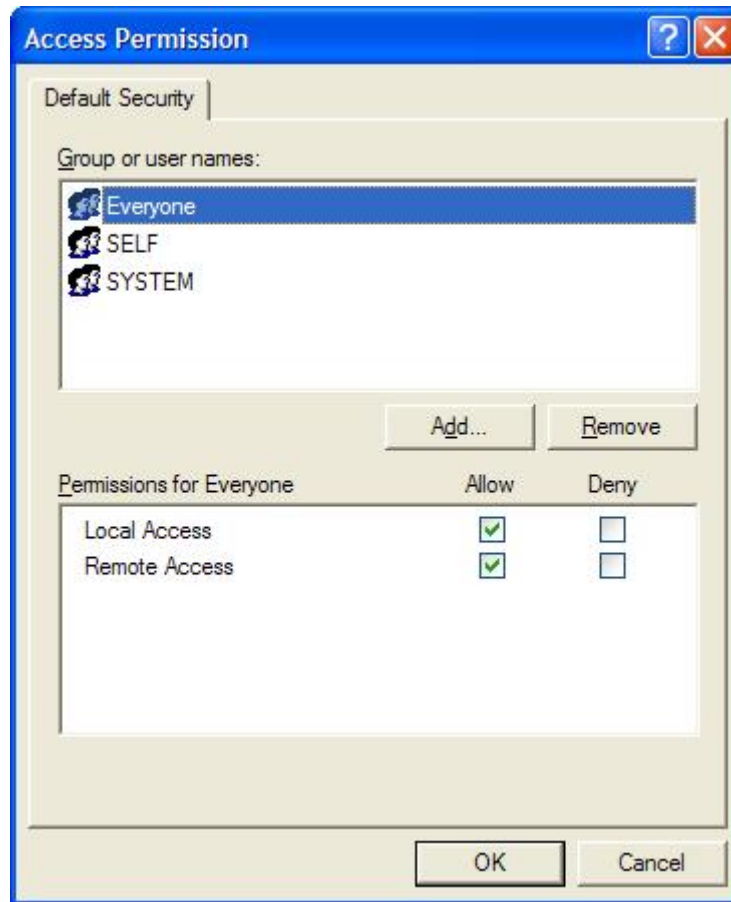 Access Permission
Default Security
Group or user names:
Everyone
SELF
SYSTEM
Add... Remove
Permissions for Everyone Allow Deny
Local Access
Remote Access
OK Cancel